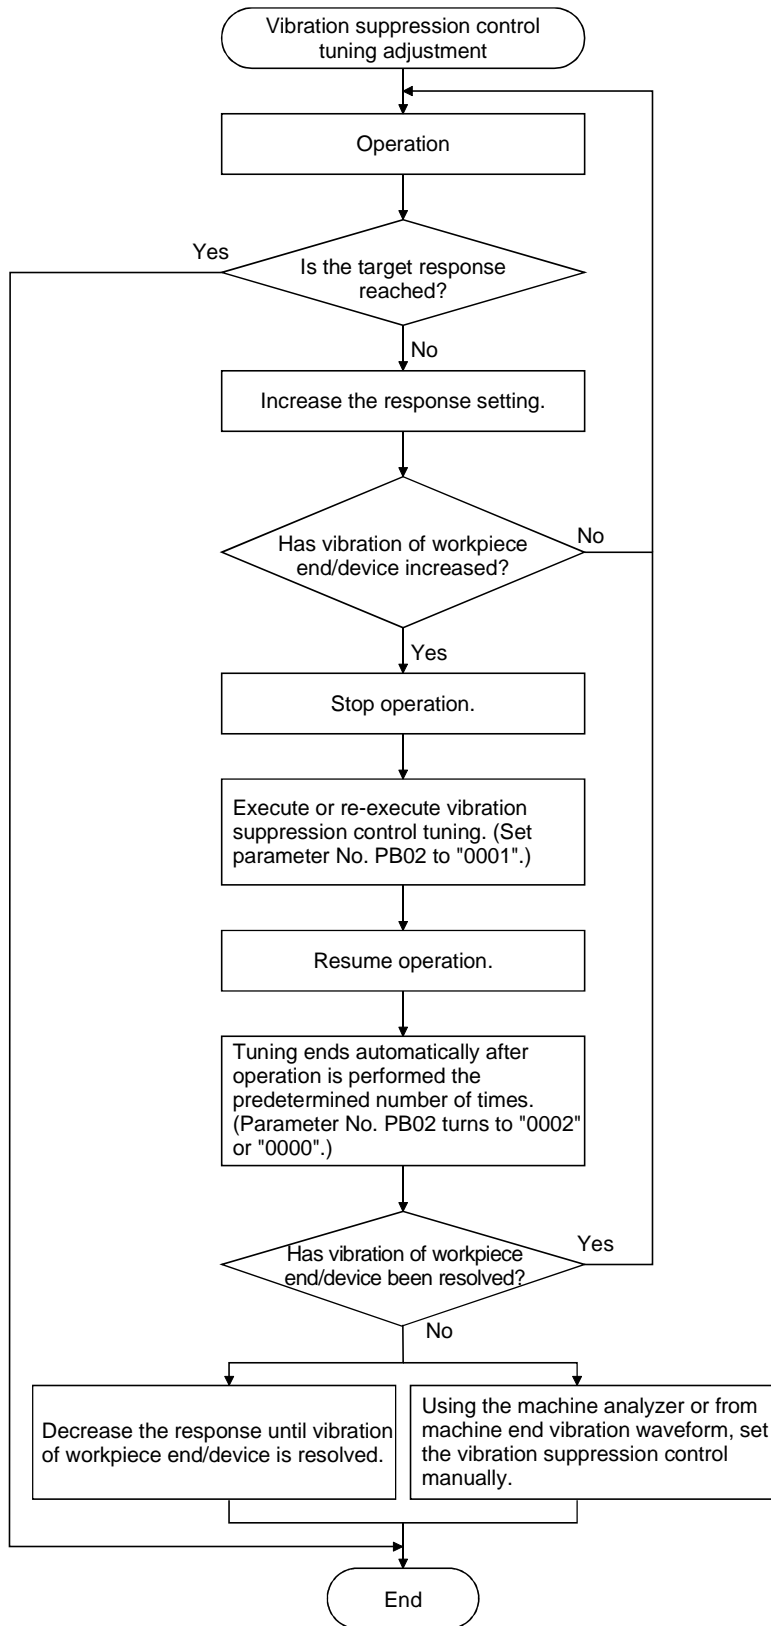 Vibration suppression control
tuning adjustment
Operation
Yes
Is the target response
reached?
No
Increase the response setting.
Has vibration of workpiece
end/device increased?
No
Yes
Stop operation.
Execute or re-execute vibration
suppression control tuning. (Set
parameter No. PB02 to "0001".)
Resume operation.
Tuning ends automatically after
operation is performed the
predetermined number of times.
(Parameter No. PB02 turns to "0002"
or "0000".)
Has vibration of workpiece
end/device been resolved?
Yes
No
Decrease the response until vibration
of workpiece end/device is resolved.
Using the machine analyzer or from
machine end vibration waveform, set
the vibration suppression control
manually.
End